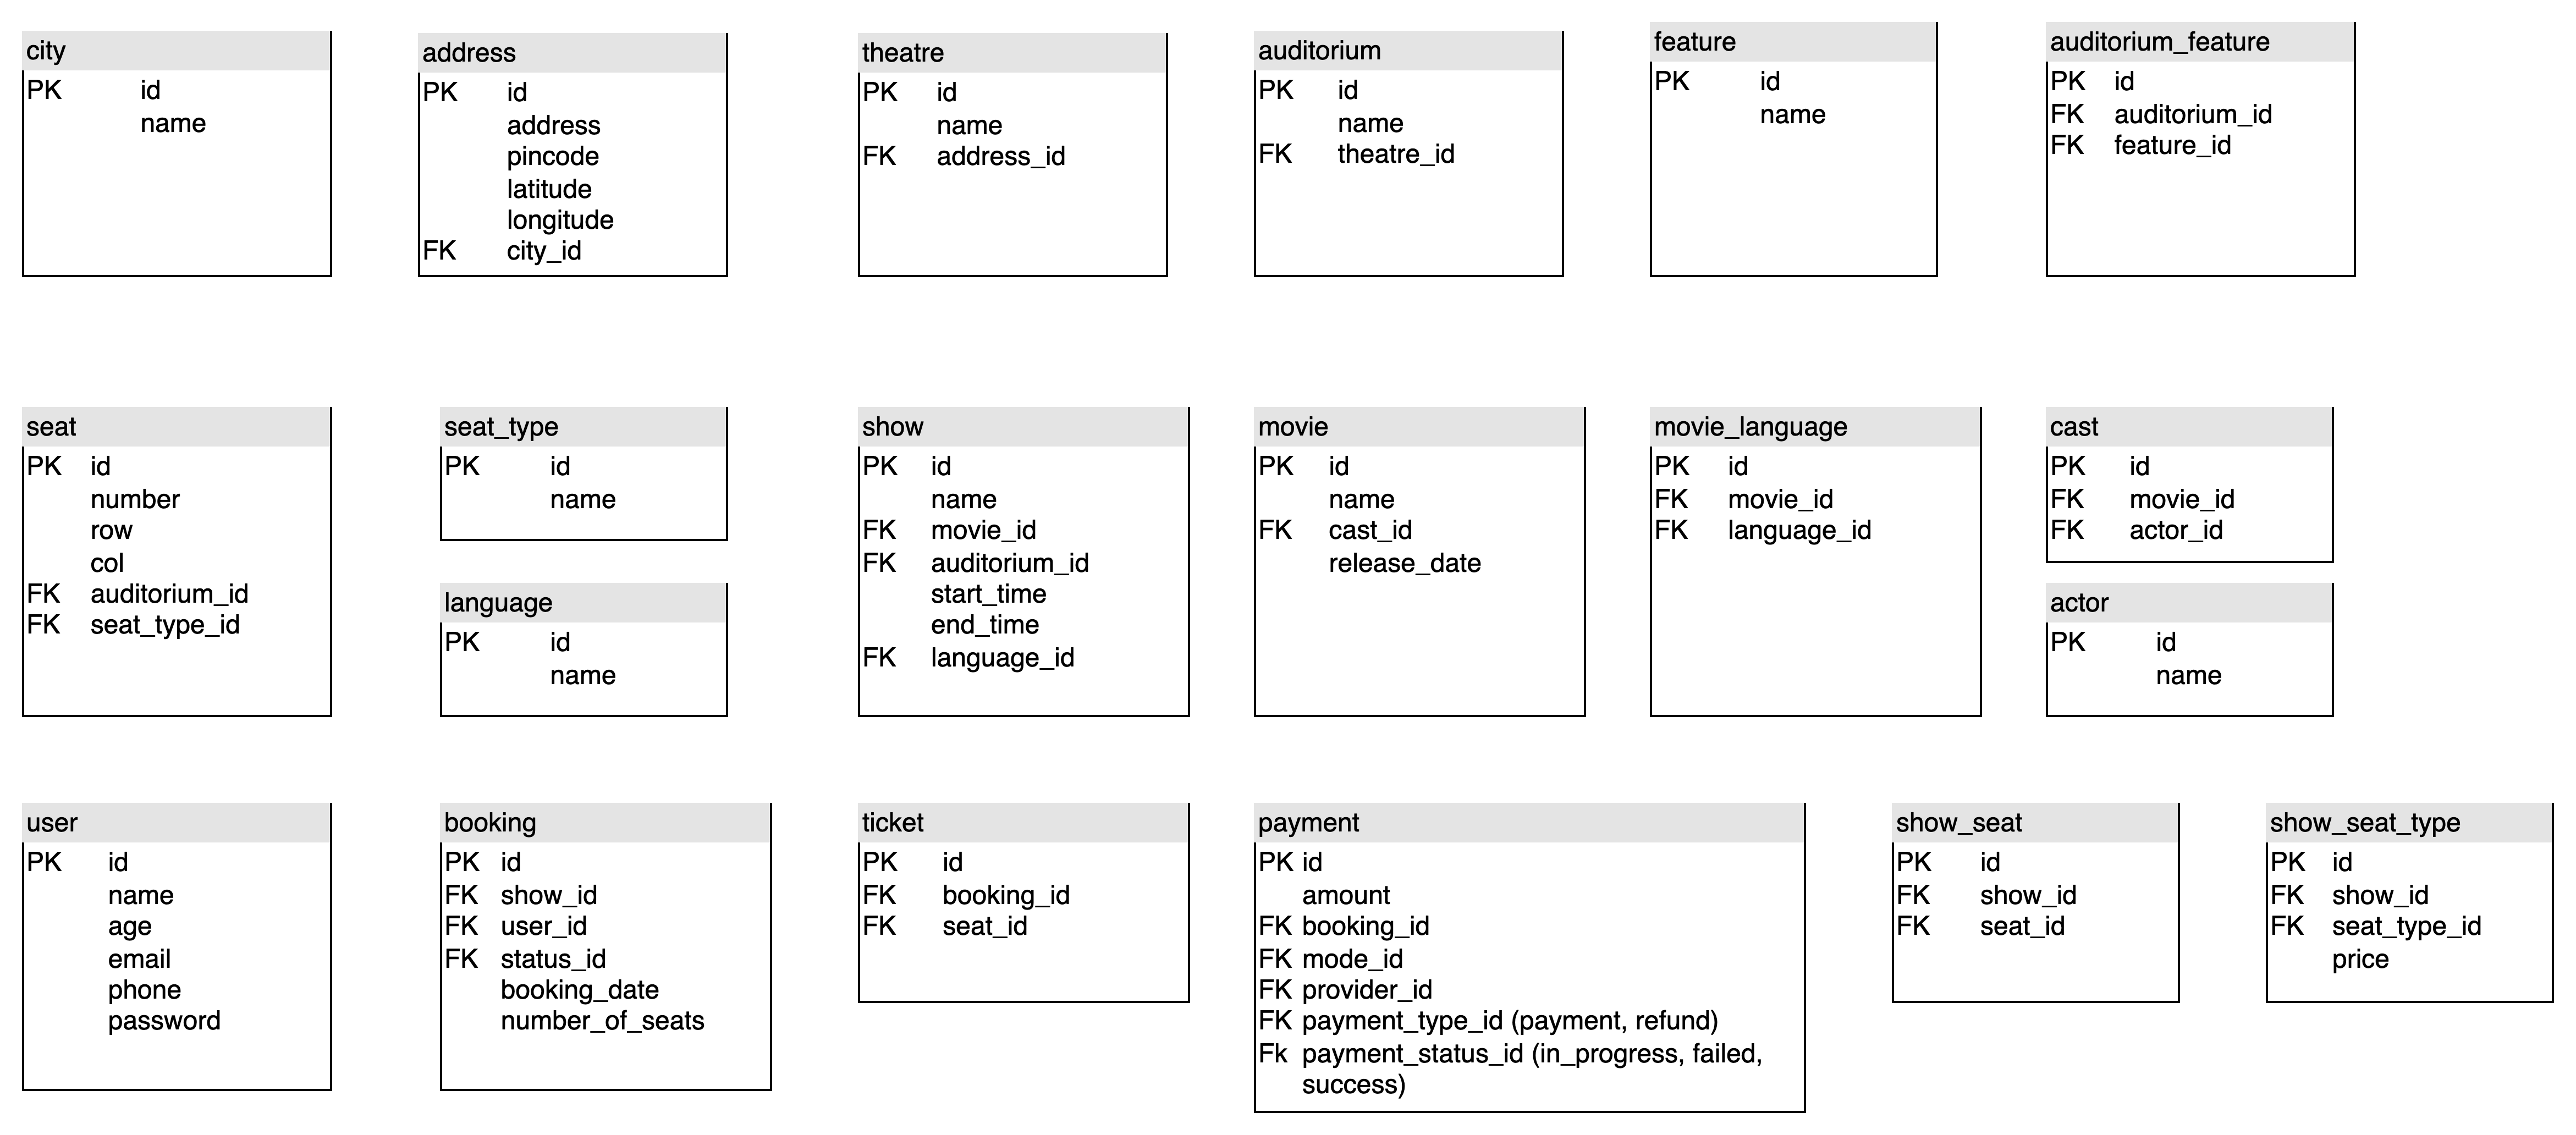 city
PK id
name
address
PK id
address
pincode
latitude
longitude
FK city_id
theatre
PK id
name
FK address_id
auditorium
PK id
name
FK theatre_id
feature
PK id
name
auditorium_feature
PK id
FK auditorium_id
FK feature_id
seat
PK id
number
row
col
FK auditorium_id
FK seat_type_id
seat_type
PK id
name
language
PK id
name
show
PK id
name
FK movie_id
FK auditorium_id
start_time
end_time
FK language_id
movie
PK id
name
FK cast_id
release_date
movie_language
PK id
FK movie_id
FK language_id
cast
PK id
FK movie_id
FK actor_id
actor
PK id
name
user
PK id
name
age
email
phone
password
booking
PK id
FK show_id
FK user_id
FK status_id
booking_date
number_of_seats
ticket
PK id
FK booking_id
FK seat_id
payment
PK id
amount
FK booking_id
FK mode_id
FK provider_id
FK payment_type_id (payment, refund)
Fk payment_status_id (in_progress, failed,
success)
show_seat
PK id
FK show_id
FK seat_id
show_seat_type
PK id
FK show_id
FK seat_type_id
price